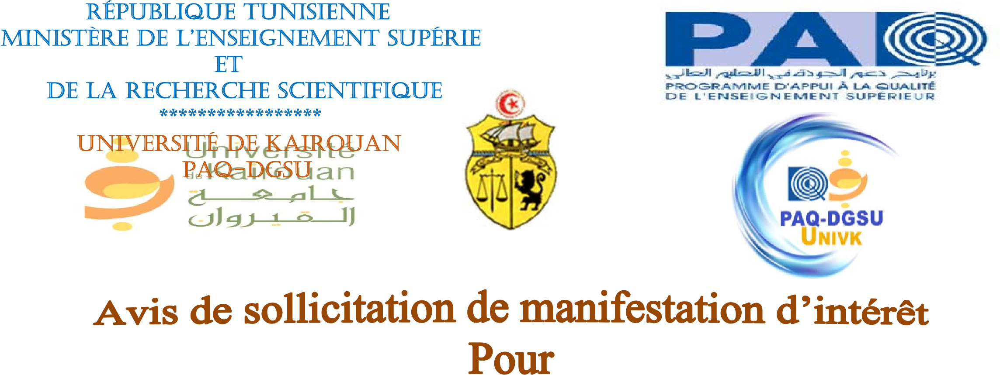 RÉPUBLIQUE TUNISIENNE
MINISTÈRE DE L'ENSEIGNEMENT SUPÉRIE
ET
DE LA RECHERCHE SCIENTIFIQUE
*****************
UNIVERSITÉ DE KAIROUAN
PAQ-DGSU
Université
de Kairouan
جامعة
القيروان
PAQ
برنامج دعم الجودة في التعليم العالي
PROGRAMME D'APPUI À LA QUALITÉ
DE L'ENSEIGNEMENT SUPÉRIEUR
PAQ-DGSU
UNIVK
Avis de sollicitation de manifestation d'intérêt
Pour